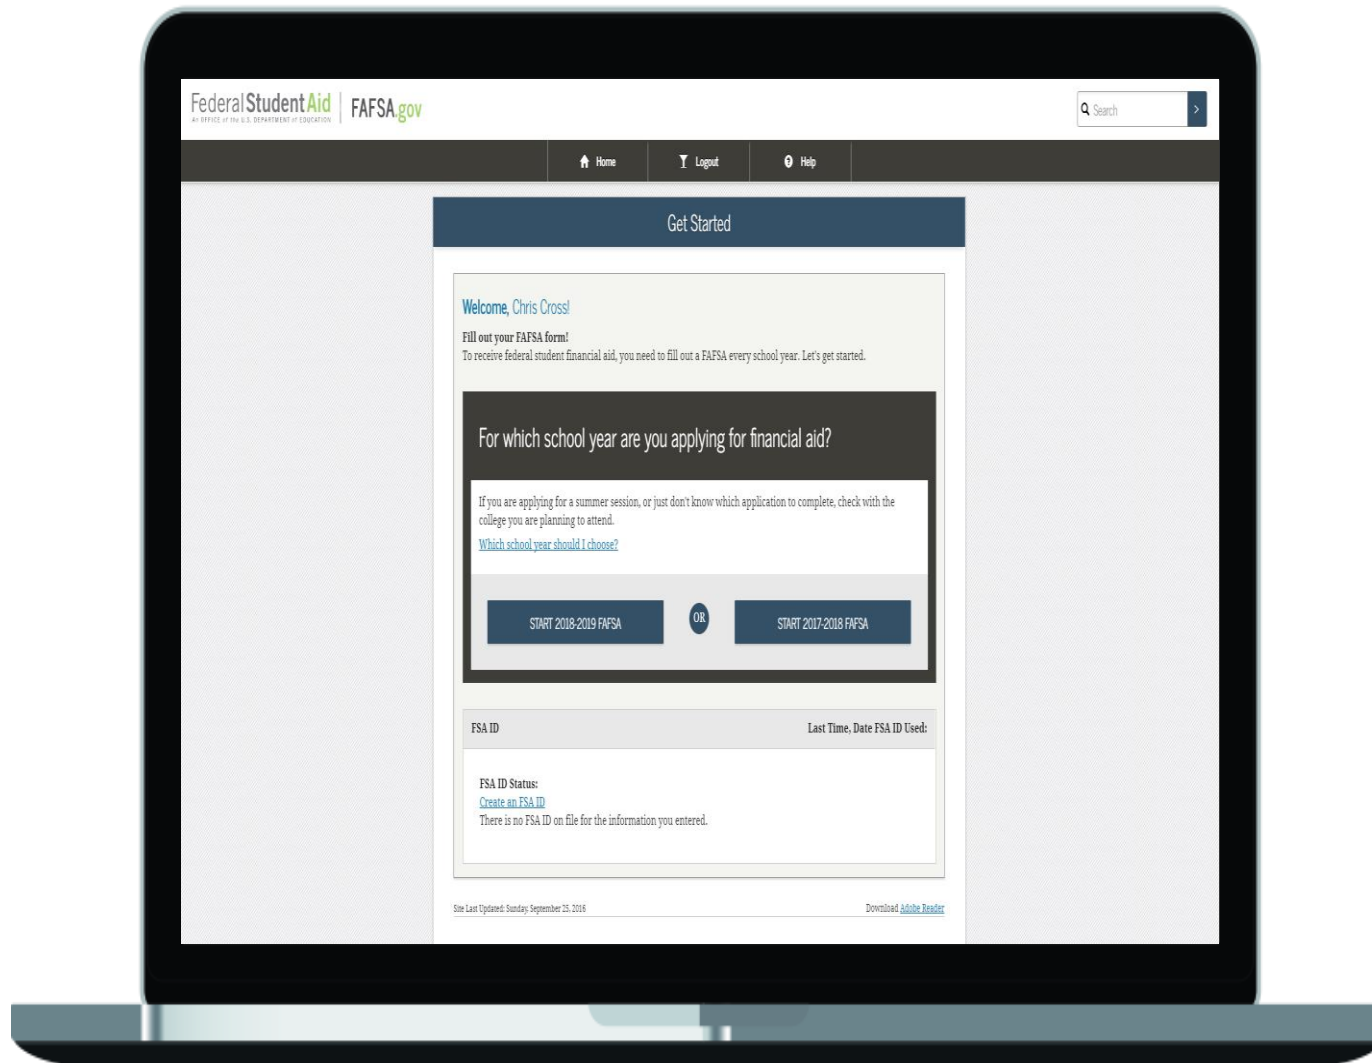 Federal Student Aid FAFSA.gov
An OFFICE of the U.S. DEPARTMENT of EDUCATION
Search
Home Logout Help
Get Started
Welcome, Chris Cross!
Fill out your FAFSA form!
To receive federal student financial aid, you need to fill out a FAFSA every school year. Let's get started.
For which school year are you applying for financial aid?
If you are applying for a summer session, or just don't know which application to complete, check with the
college you are planning to attend.
Which school year should I choose?
START 2018-2019 FAFSA OR START 2017-2018 FAFSA
FSA ID Last Time, Date FSA ID Used:
FSA ID Status:
Create an FSA ID
There is no FSA ID on file for the information you entered.
Site Last Updated: Sunday, September 25, 2016 Download Adobe Reader